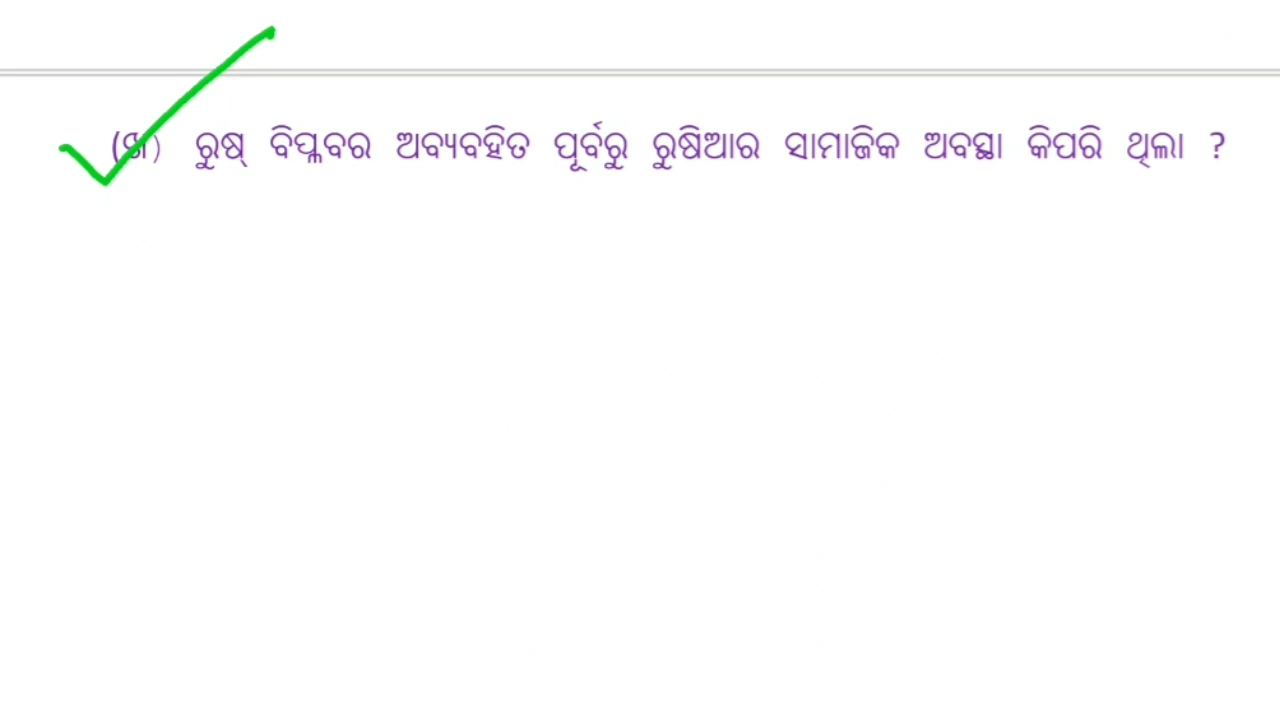 (ଖ) ରୁଷ୍ ବିପ୍ଳବର ଅବ୍ୟବହିତ ପୂର୍ବରୁ ରୁଷିଆର ସାମାଜିକ ଅବସ୍ଥା କିପରି ଥିଲା ?